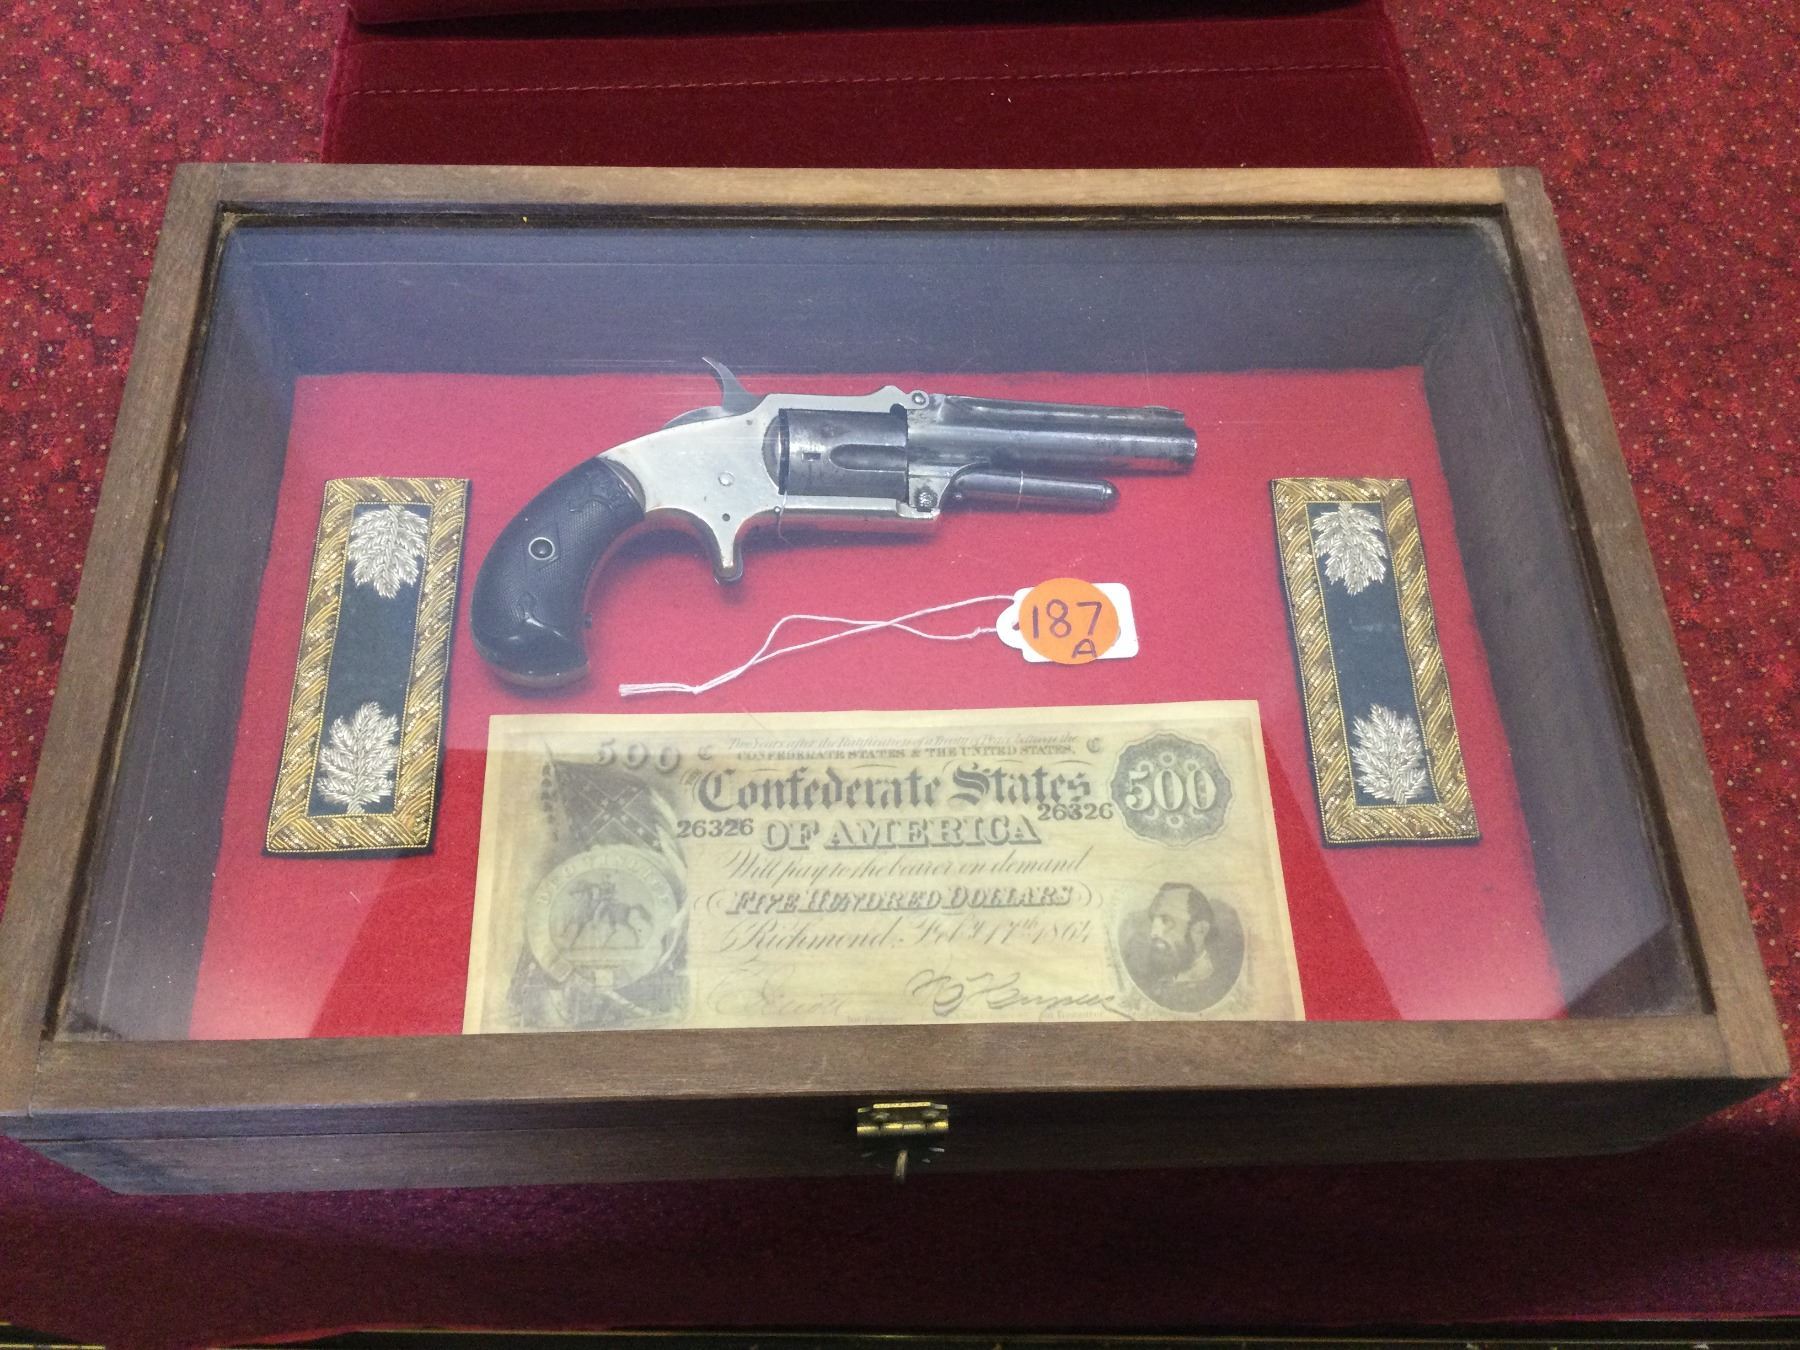 187
A
500 C Two Years after the Ratification of a Treaty of Peace between the C
CONFEDERATE STATES & THE UNITED STATES,
Confederate States 500
26326 OF AMERICA 26326
Will pay to the bearer on demand
FIVE HUNDRED DOLLARS
Richmond, Feby 17th 1864